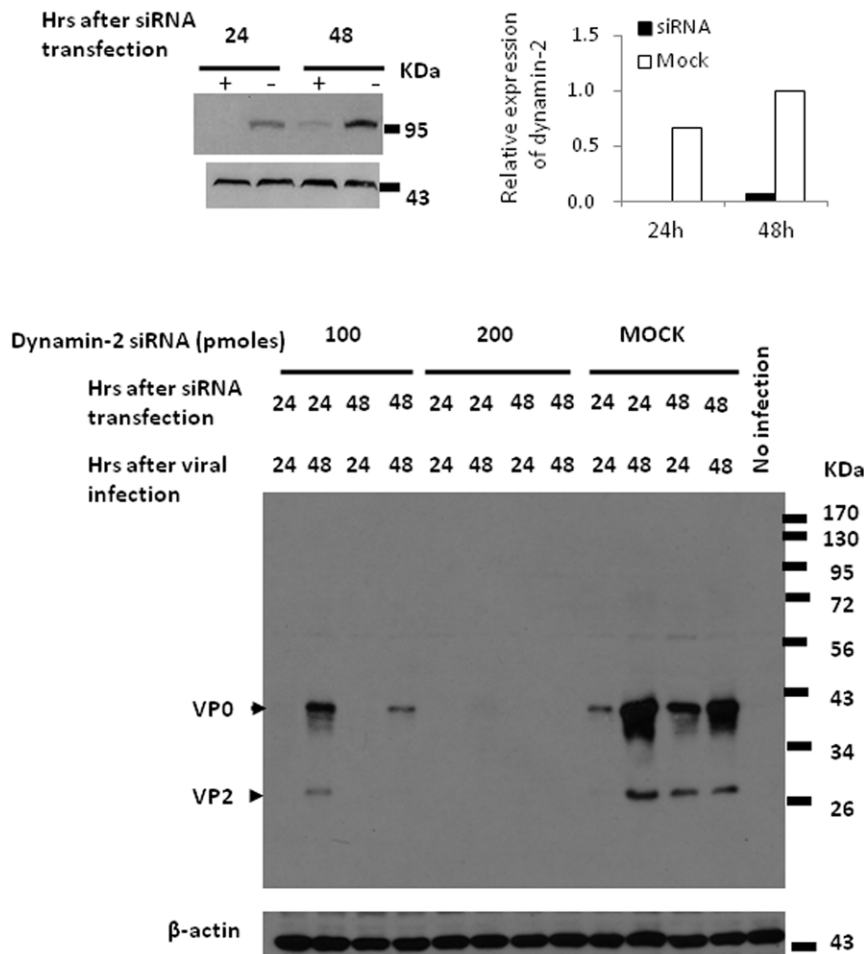 Hrs after siRNA
transfection
24 48
KDa
+ - + -
95
43
siRNA
Mock
Relative expression
of dynamin-2
1.5
1.0
0.5
0.0
24h 48h
Dynamin-2 siRNA (pmoles) 100 200 MOCK
No infection
Hrs after siRNA
transfection
24 24 48 48 24 24 48 48 24 24 48 48
Hrs after viral
infection
24 48 24 48 24 48 24 48 24 48 24 48
KDa
170
130
95
72
56
43
34
26
VP0
VP2
β-actin
43